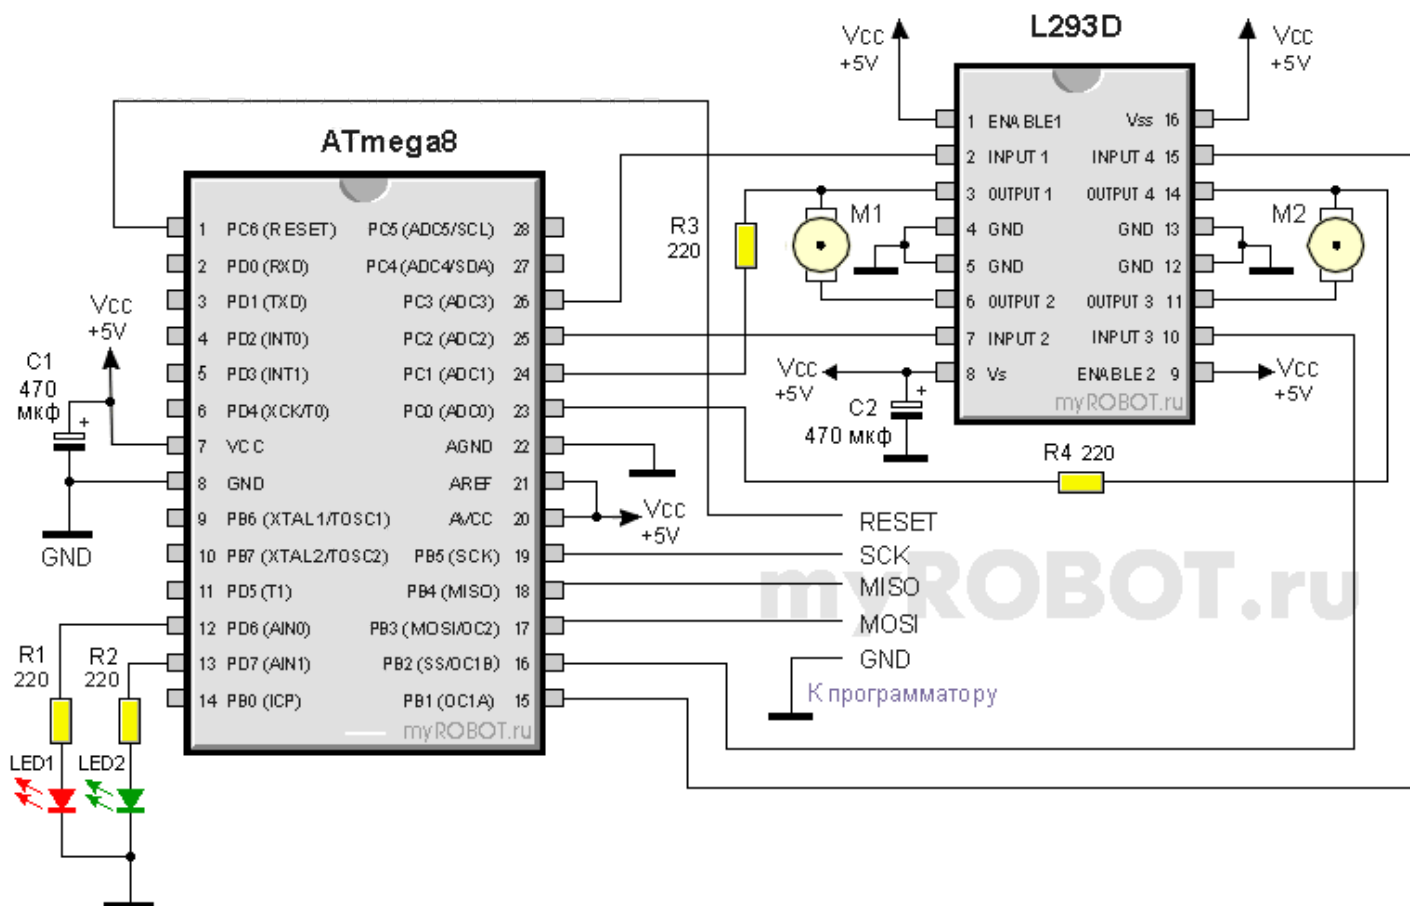 L293D
Vcc
+5V
Vcc
+5V
1 ENABLE1
Vss 16
2 INPUT 1
INPUT 4 15
3 OUTPUT 1
OUTPUT 4 14
4 GND
GND 13
5 GND
GND 12
6 OUTPUT 2
OUTPUT 3 11
7 INPUT 2
INPUT 3 10
8 Vs
ENABLE2 9
myROBOT.ru
M1
M2
R3
220
Vcc
+5V
Vcc
+5V
C2
470 мкф
R4 220
ATmega8
1 PC6 (RESET)
PC5 (ADC5/SCL) 28
2 PD0 (RXD)
PC4 (ADC4/SDA) 27
3 PD1 (TXD)
PC3 (ADC3) 26
4 PD2 (INT0)
PC2 (ADC2) 25
5 PD3 (INT1)
PC1 (ADC1) 24
6 PD4 (XCK/T0)
PC0 (ADC0) 23
7 VCC
AGND 22
8 GND
AREF 21
9 PB6 (XTAL1/TOSC1)
AVCC 20
10 PB7 (XTAL2/TOSC2)
PB5 (SCK) 19
11 PD5 (T1)
PB4 (MISO) 18
12 PD6 (AIN0)
PB3 (MOSI/OC2) 17
13 PD7 (AIN1)
PB2 (SS/OC1B) 16
14 PB0 (ICP)
PB1 (OC1A) 15
myROBOT.ru
Vcc
+5V
C1
470
мкф
+
GND
Vcc
+5V
+
RESET
SCK
MISO
MOSI
GND
К программатору
myROBOT.ru
R1
220
R2
220
LED1
LED2